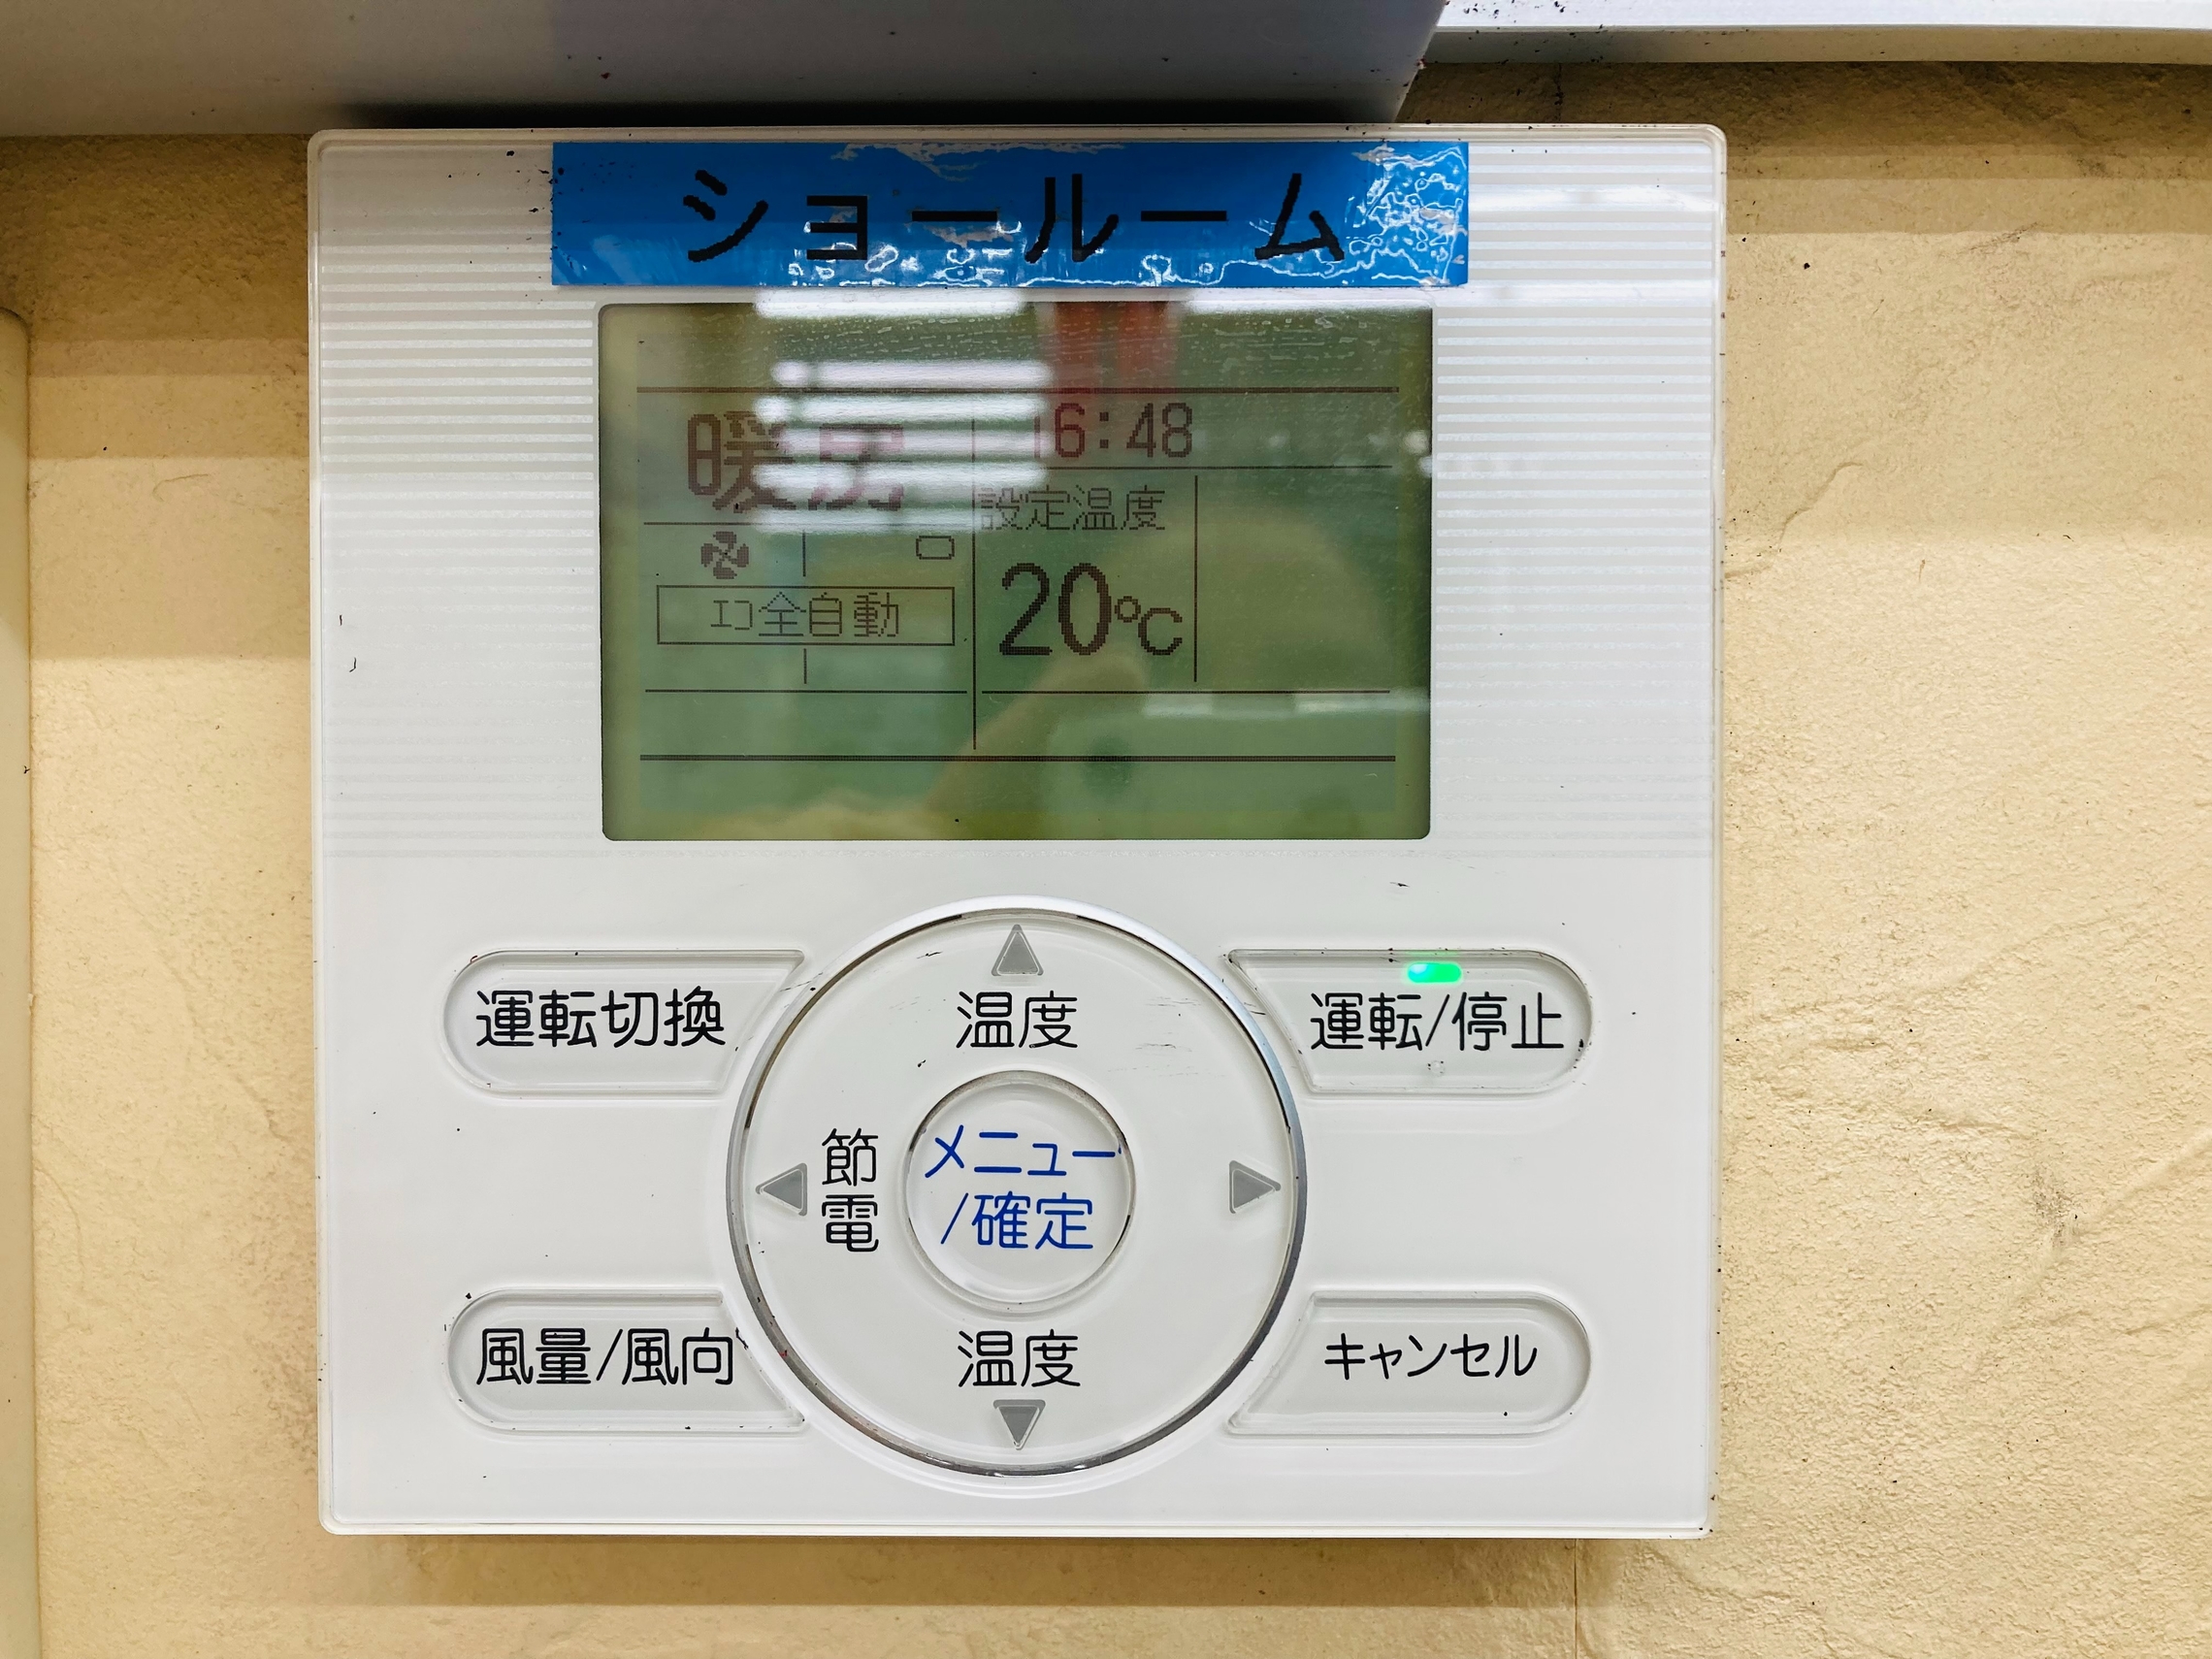 ショールーム
暖房
16:48
設定温度
20℃
エコ全自動
運転切換
温度
運転/停止
節電
メニュー
/確定
風量/風向
温度
キャンセル